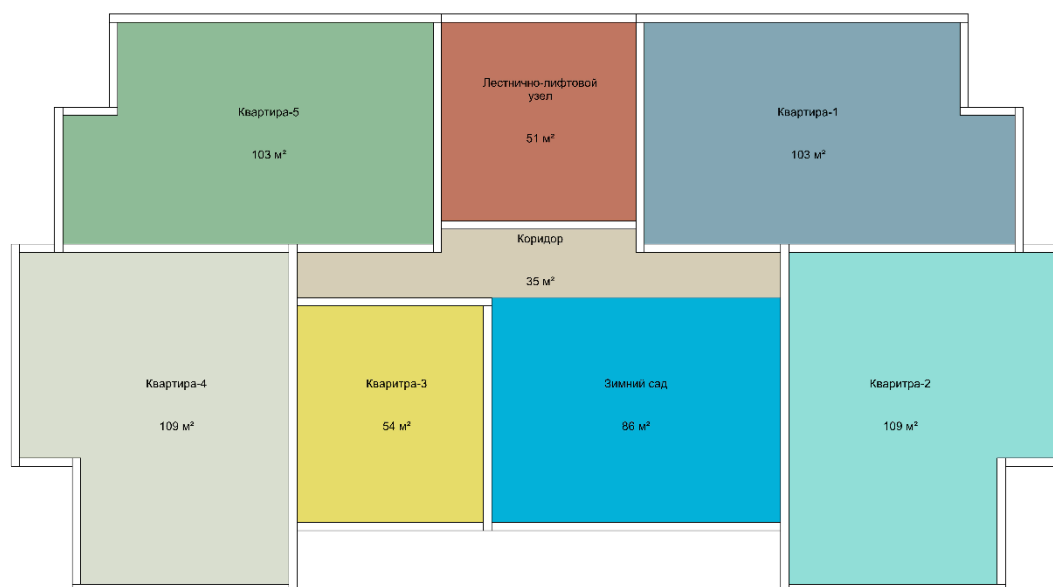 Квартира-5
103 м²
Лестнично-лифтовой
узел
51 м²
Квартира-1
103 м²
Коридор
35 м²
Квартира-4
109 м²
Кваритра-3
54 м²
Зимний сад
86 м²
Кваритра-2
109 м²